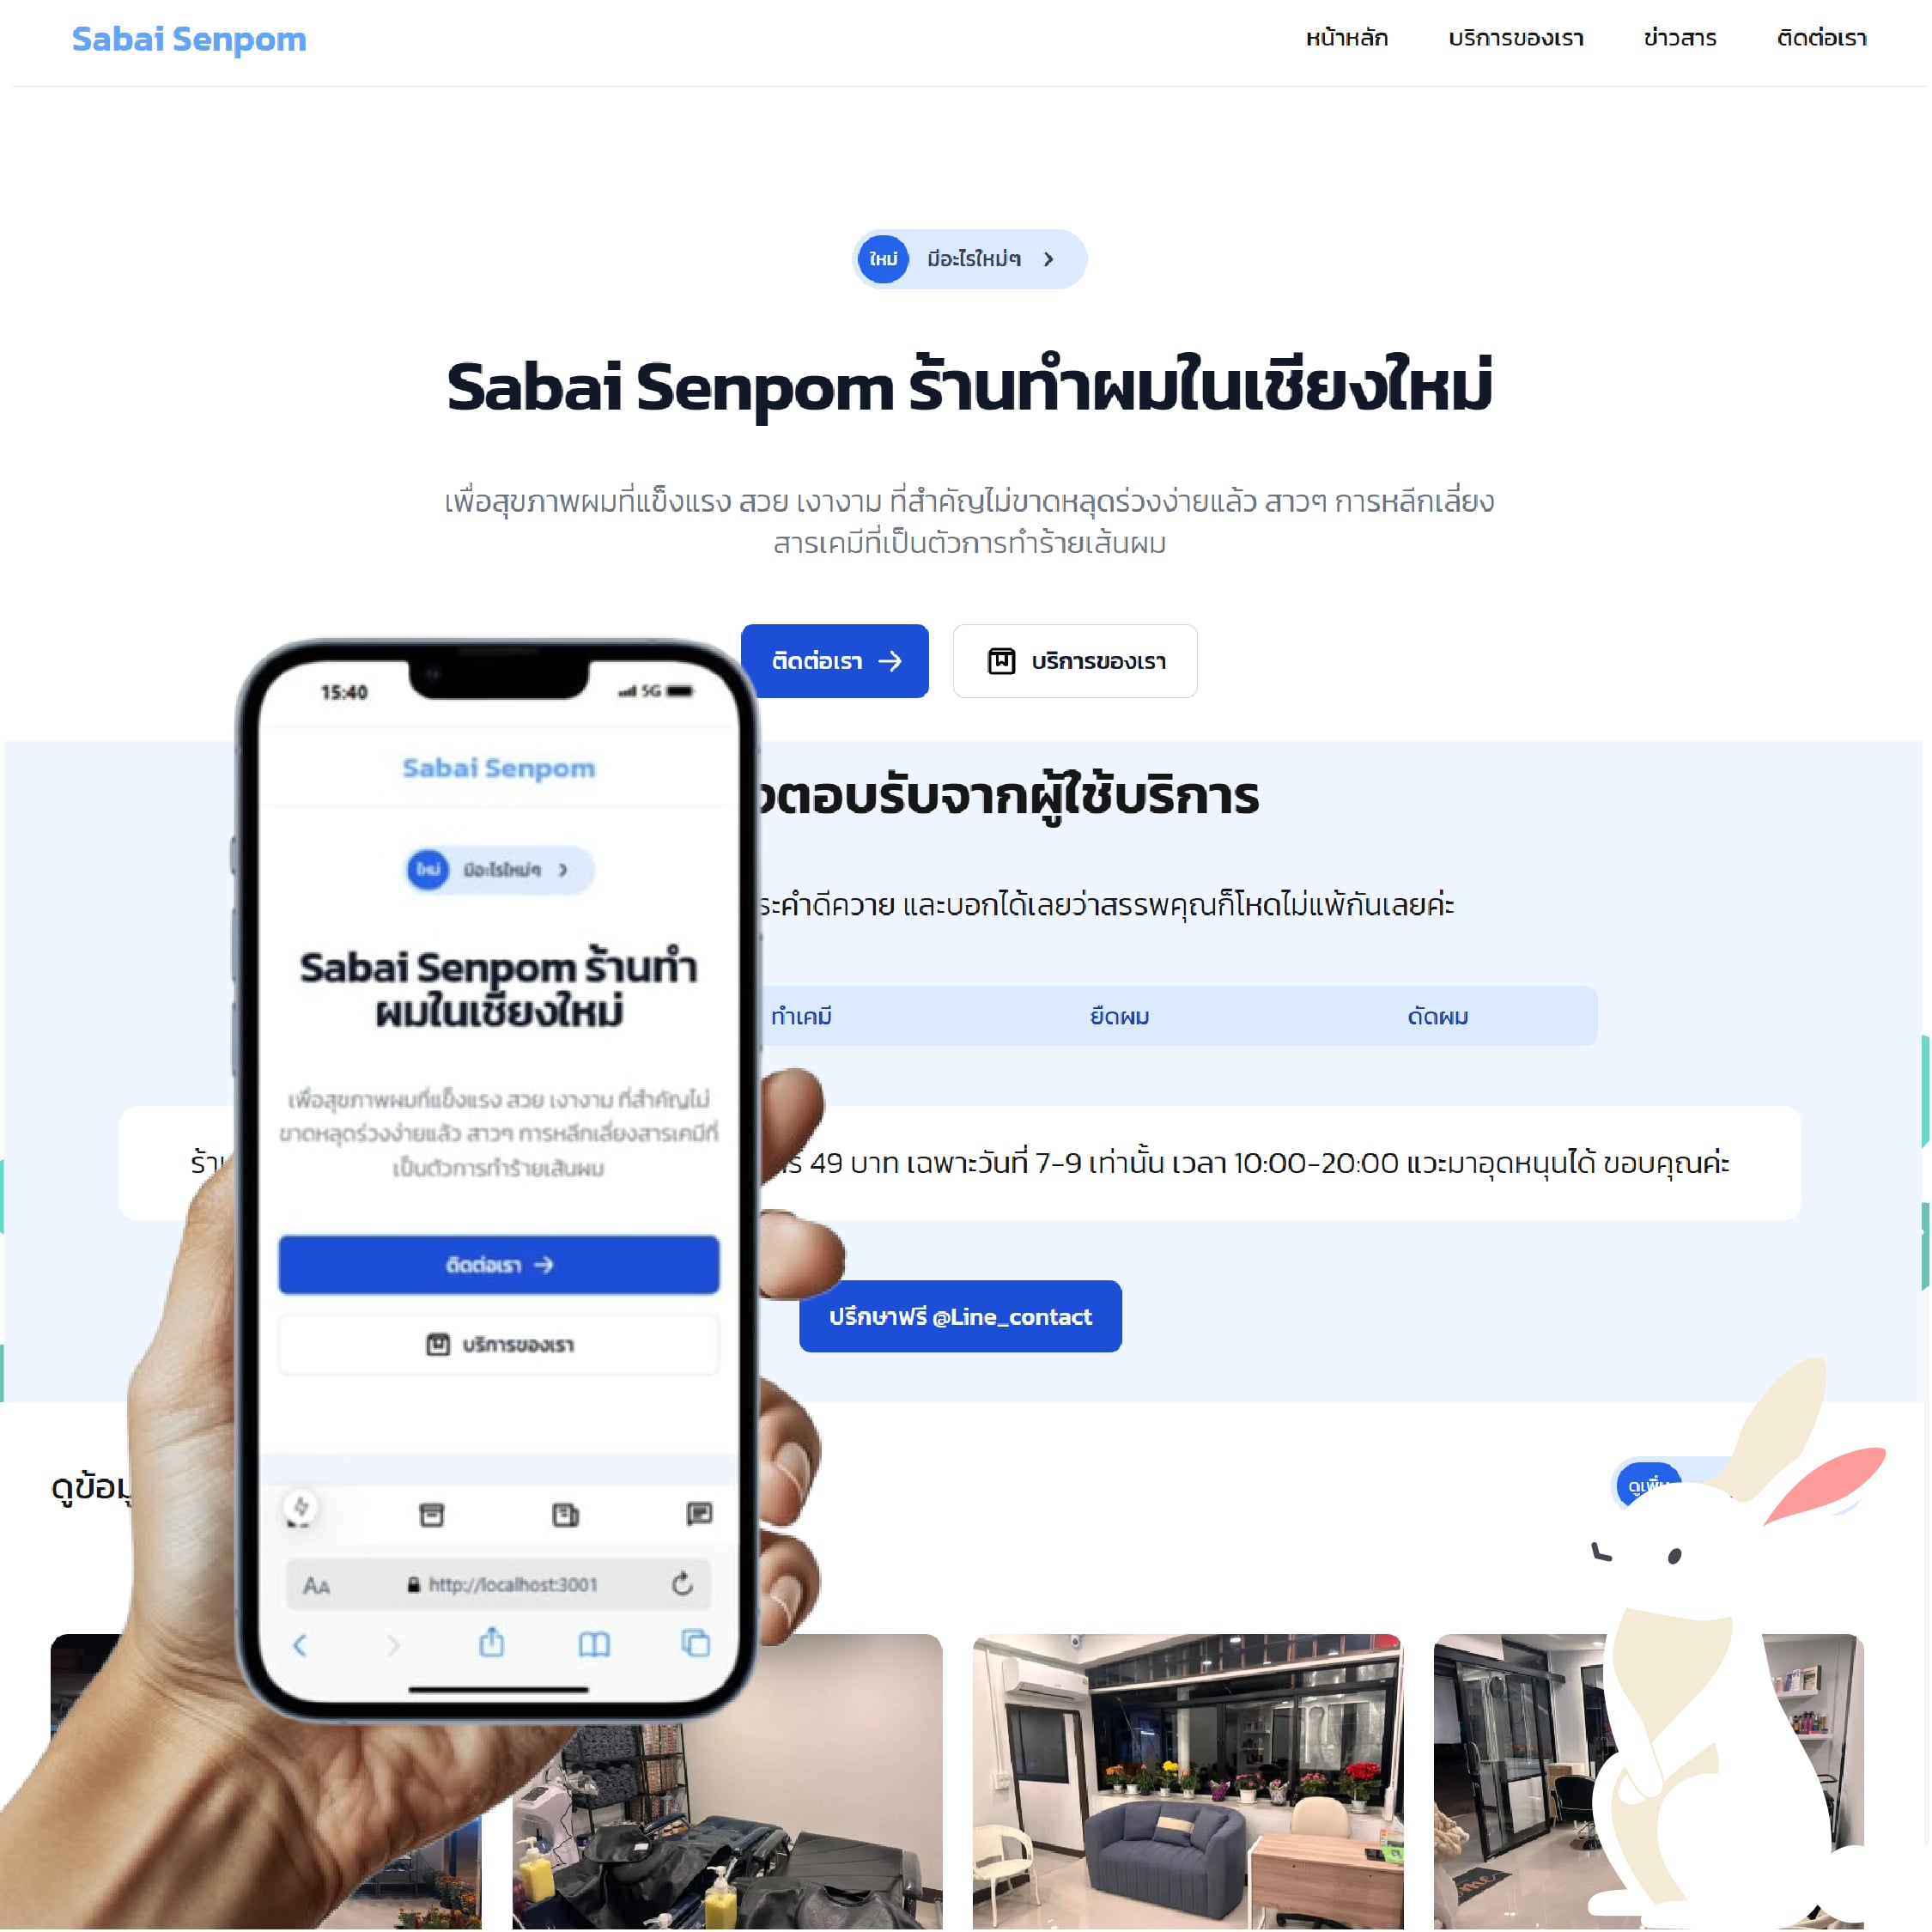 Sabai Senpom
หน้าหลัก
บริการของเรา
ข่าวสาร
ติดต่อเรา
ใหม่ มีอะไรใหม่ๆ
Sabai Senpom ร้านทำผมในเชียงใหม่
เพื่อสุขภาพผมที่แข็งแรง สวย เงางาม ที่สำคัญไม่ขาดหลุดร่วงง่ายแล้ว สาวๆ การหลีกเลี่ยง
สารเคมีที่เป็นตัวการทำร้ายเส้นผม
ติดต่อเรา
บริการของเรา
ตอบรับจากผู้ใช้บริการ
ระคำดีควาย และบอกได้เลยว่าสรรพคุณก็โหดไม่แพ้กันเลยค่ะ
ทำเคมี
ยืดผม
ดัดผม
49 บาท เฉพาะวันที่ 7-9 เท่านั้น เวลา 10:00-20:00 แวะมาอุดหนุนได้ ขอบคุณค่ะ
ปรึกษาฟรี @Line_contact
15:40
5G
Sabai Senpom
ใหม่ มีอะไรใหม่ๆ
Sabai Senpom ร้านทำ
ผมในเชียงใหม่
เพื่อสุขภาพผมที่แข็งแรง สวย เงางาม ที่สำคัญไม่
ขาดหลุดร่วงง่ายแล้ว สาวๆ การหลีกเลี่ยงสารเคมีที่
เป็นตัวการทำร้ายเส้นผม
ติดต่อเรา
บริการของเรา
AA
http://localhost:3001